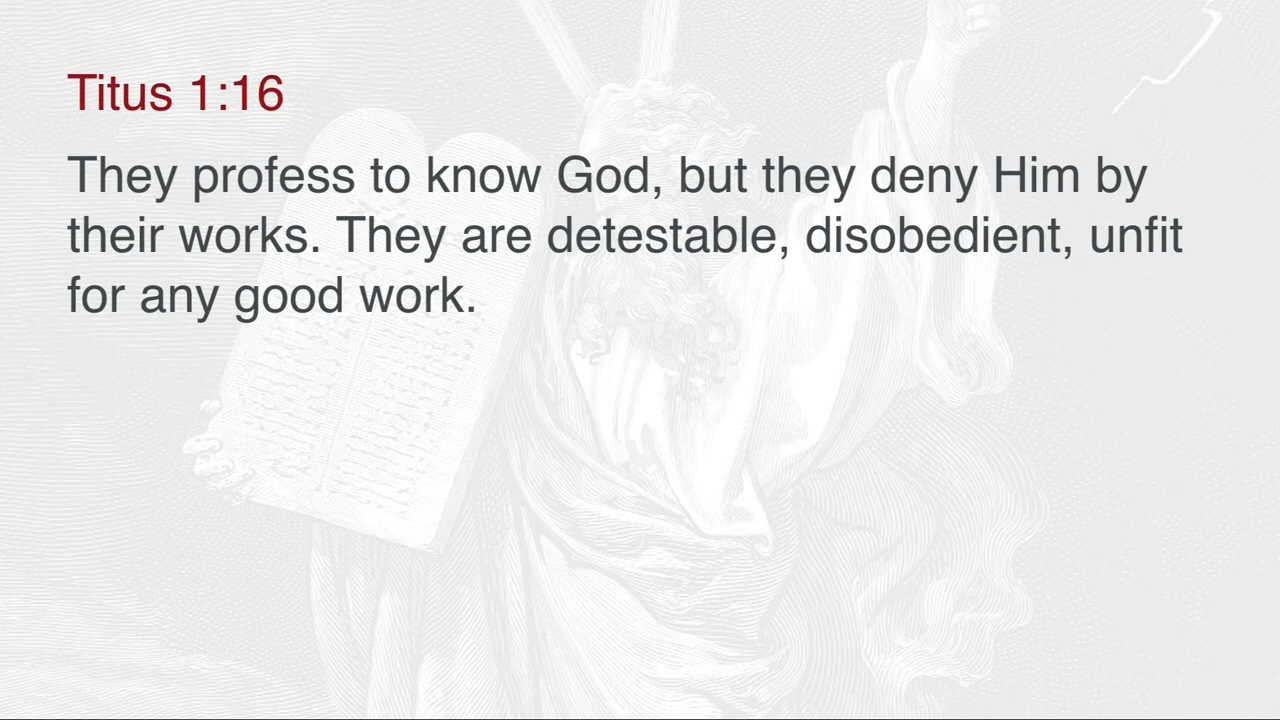 Titus 1:16
They profess to know God, but they deny Him by
their works. They are detestable, disobedient, unfit
for any good work.